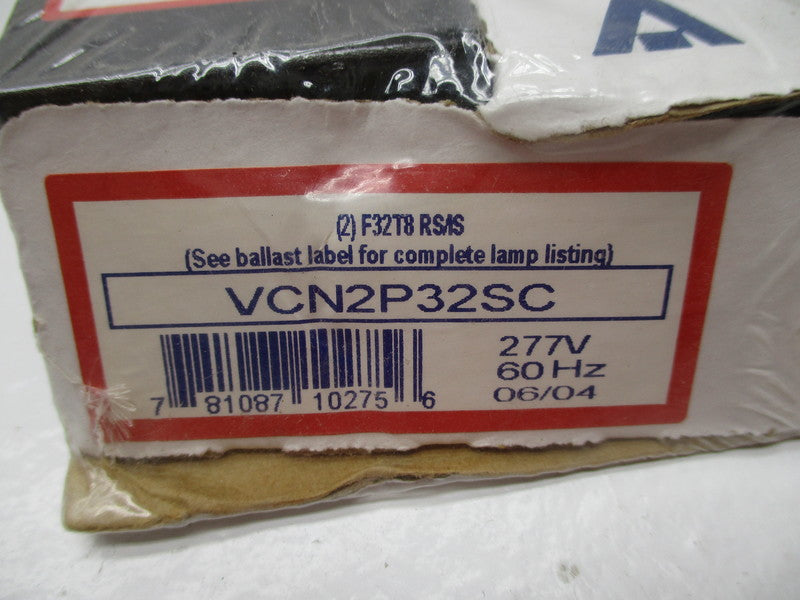 (2) F32T8 RS/IS
(See ballast label for complete lamp listing)
VCN2P32SC
277V
60 Hz
06/04
7 81087 10275 6